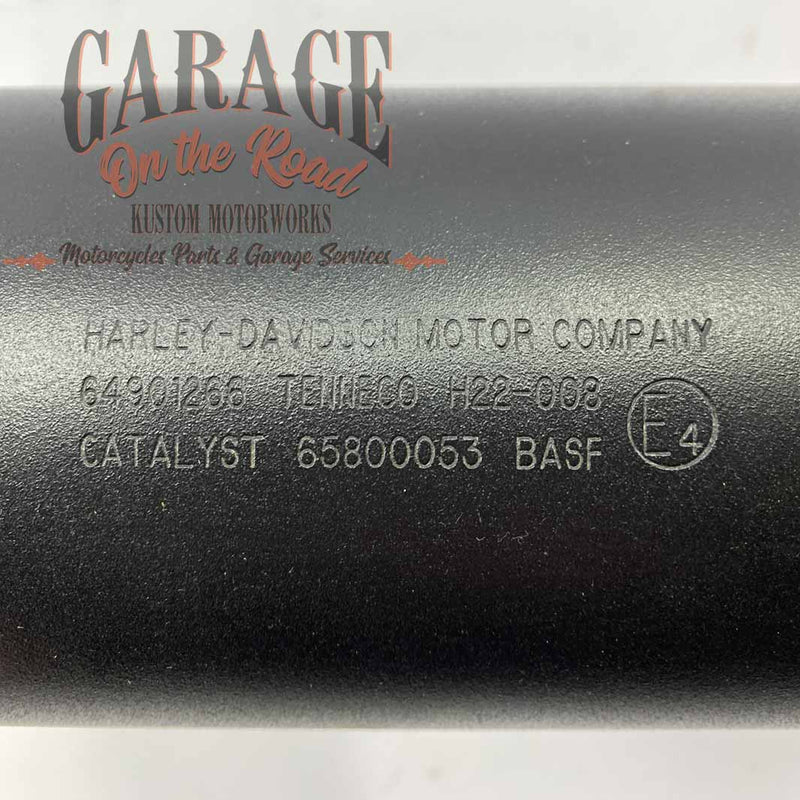 GARAGE
On the Road
KUSTOM MOTORWORKS
Motorcycles Parts & Garage Services
HARLEY-DAVIDSON MOTOR COMPANY
64901266 TENNECO H22-008
CATALYST 65800053 BASF E4